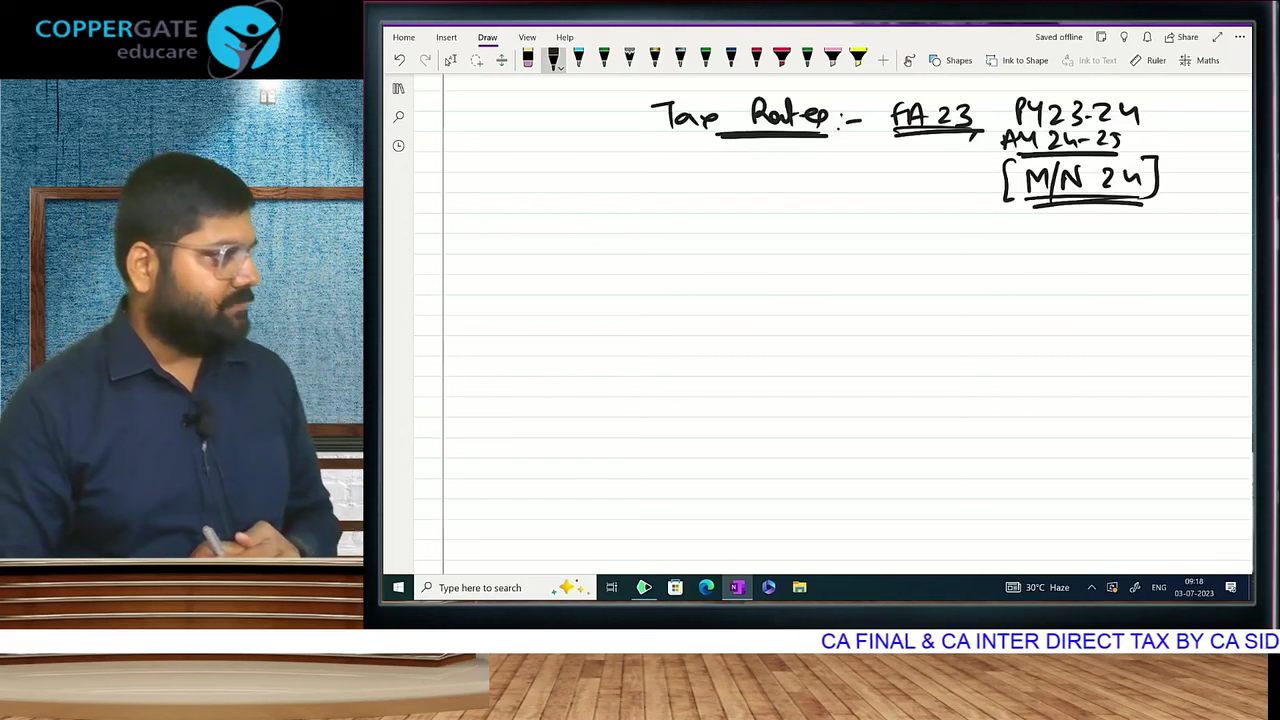 COPPERGATE
educare
Home Insert Draw View Help
Saved offline
Share
Shapes
Ink to Shape
Ink to Text
Ruler
Maths
Tax Rates :- FA 23 PY 23-24
AY 24-25
[M/N 24]
Type here to search
30°C Haze
ENG
09:18
03-07-2023
CA FINAL & CA INTER DIRECT TAX BY CA SID